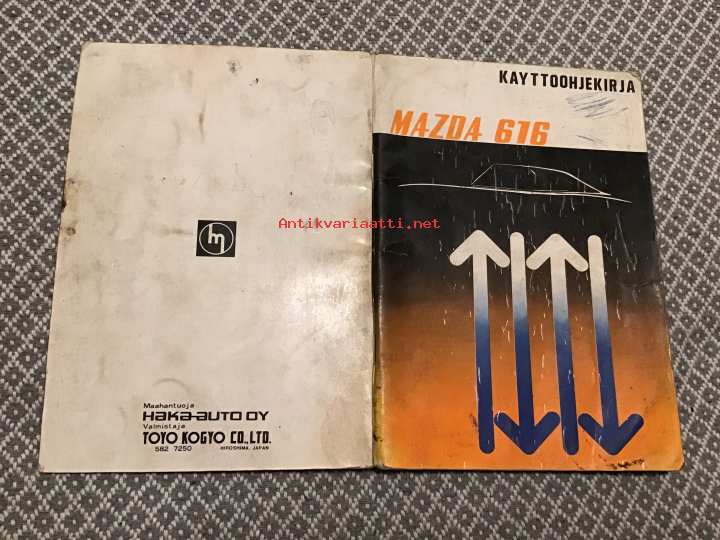 KAYTTOOHJEKIRJA
MAZDA 616
Antikvariaatti.net
Maahantuoja
HAKA-AUTO OY
Valmistaja
TOYO KOGYO CO., LTD.
582 7250 HIROSHIMA, JAPAN